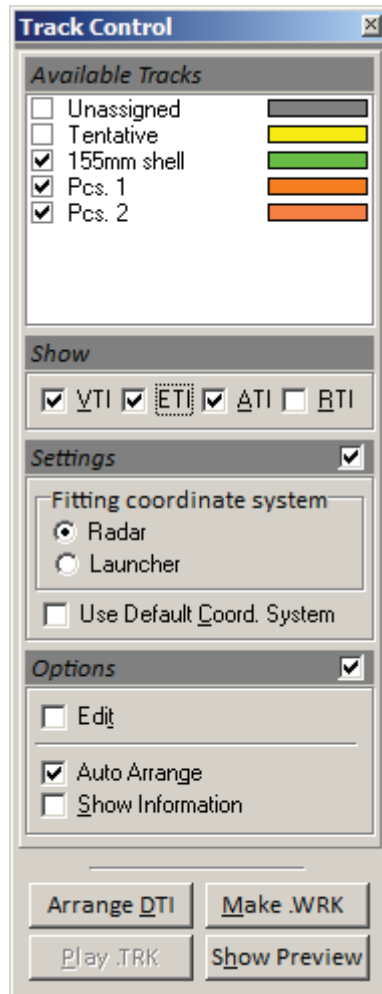 Track Control
Available Tracks
Unassigned
Tentative
155mm shell
Pcs. 1
Pcs. 2
Show
VTI ETI ATI RTI
Settings
Fitting coordinate system
Radar
Launcher
Use Default Coord. System
Options
Edit
Auto Arrange
Show Information
Arrange DTI Make .WRK
Play .TRK Show Preview